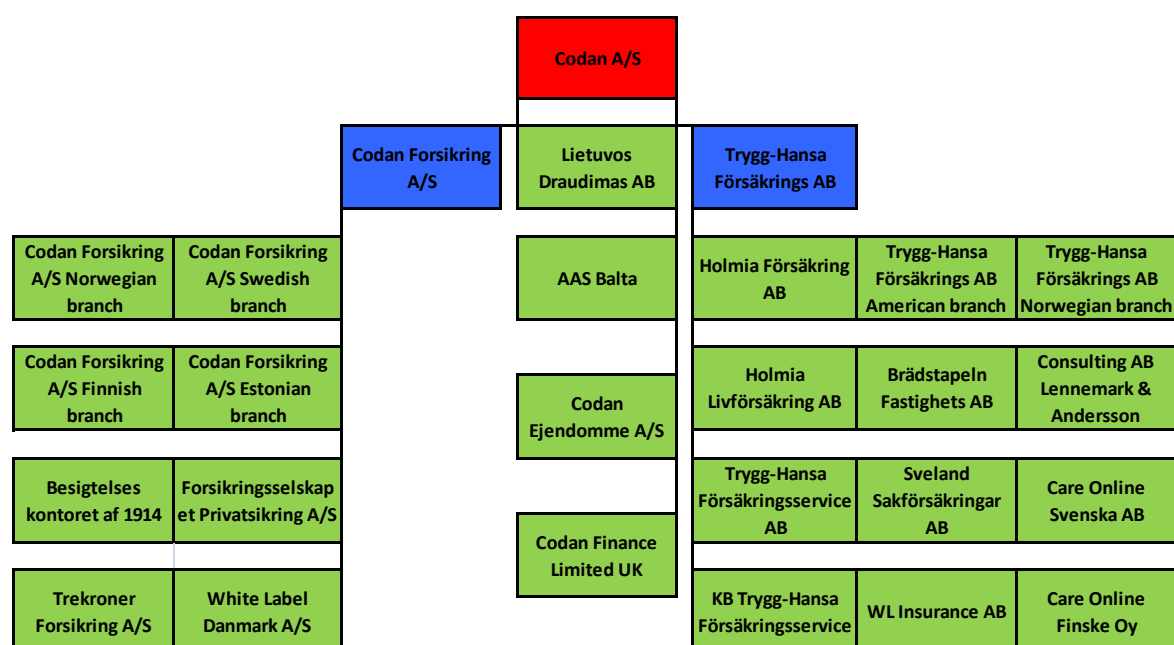 Codan A/S
Codan Forsikring
A/S
Lietuvos
Draudimas AB
Trygg-Hansa
Försäkrings AB
Codan Forsikring
A/S Norwegian
branch
Codan Forsikring
A/S Swedish
branch
AAS Balta
Holmia Försäkring
AB
Trygg-Hansa
Försäkrings AB
American branch
Trygg-Hansa
Försäkrings AB
Norwegian branch
Codan Forsikring
A/S Finnish
branch
Codan Forsikring
A/S Estonian
branch
Codan
Ejendomme A/S
Holmia
Livförsäkring AB
Brädstapeln
Fastighets AB
Consulting AB
Lennemark &
Andersson
Besigtelses
kontoret af 1914
Forsikringsselskap
et Privatsikring A/S
Codan Finance
Limited UK
Trygg-Hansa
Försäkringsservice
AB
Sveland
Sakförsäkringar
AB
Care Online
Svenska AB
Trekroner
Forsikring A/S
White Label
Danmark A/S
KB Trygg-Hansa
Försäkringsservice
WL Insurance AB
Care Online
Finske Oy